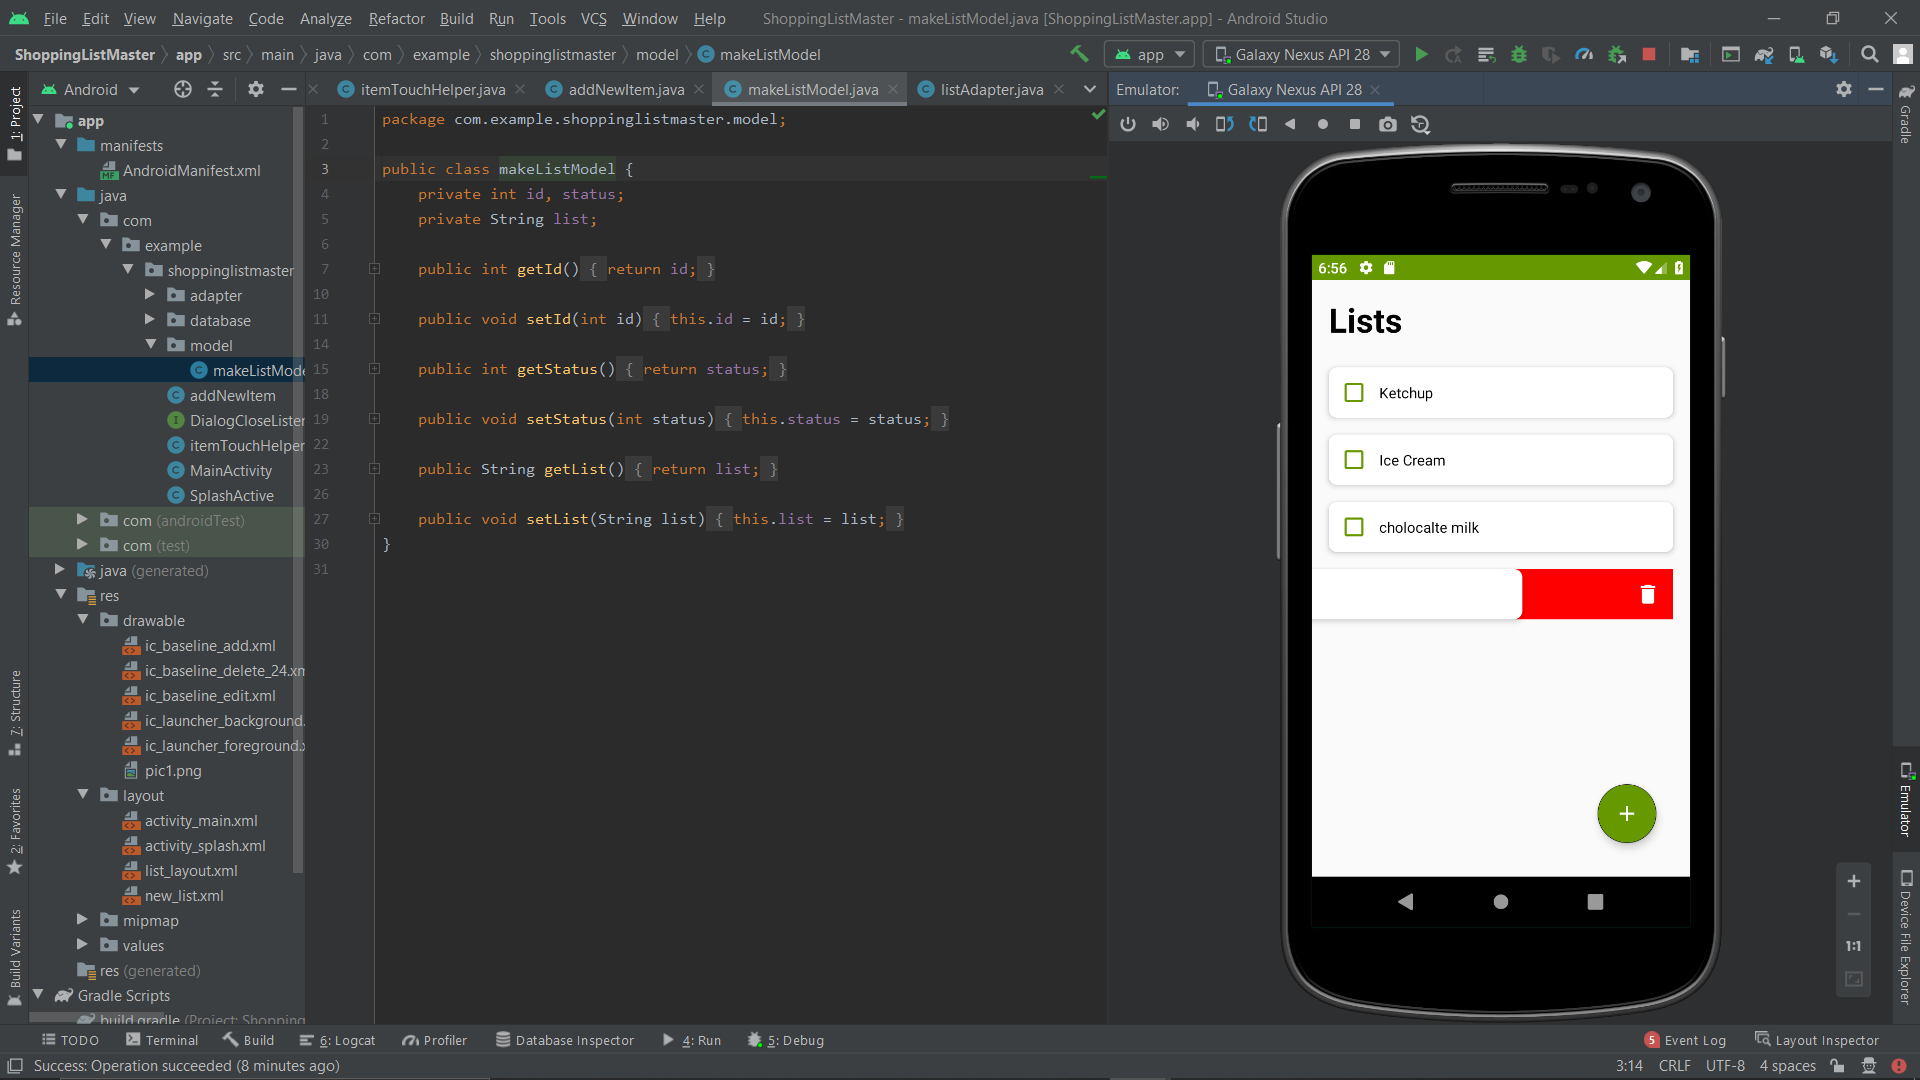 File Edit View Navigate Code Analyze Refactor Build Run Tools VCS Window Help ShoppingListMaster - makeListModel.java [ShoppingListMaster.app] - Android Studio
ShoppingListMaster app src main java com example shoppinglistmaster model makeListModel app Galaxy Nexus API 28
Android itemTouchHelper.java addNewItem.java makeListModel.java listAdapter.java Emulator: Galaxy Nexus API 28
1: Project
Resource Manager
7: Structure
2: Favorites
Build Variants
app
manifests
AndroidManifest.xml
java
com
example
shoppinglistmaster
adapter
database
model
makeListMode
addNewItem
DialogCloseLister
itemTouchHelper
MainActivity
SplashActive
com (androidTest)
com (test)
java (generated)
res
drawable
ic_baseline_add.xml
ic_baseline_delete_24.xm
ic_baseline_edit.xml
ic_launcher_background.
ic_launcher_foreground.x
pic1.png
layout
activity_main.xml
activity_splash.xml
list_layout.xml
new_list.xml
mipmap
values
res (generated)
Gradle Scripts
build.gradle (Project: Shopping
1 package com.example.shoppinglistmaster.model;
2
3 public class makeListModel {
4 private int id, status;
5 private String list;
6
7 public int getId() { return id; }
10
11 public void setId(int id) { this.id = id; }
14
15 public int getStatus() { return status; }
18
19 public void setStatus(int status) { this.status = status; }
22
23 public String getList() { return list; }
26
27 public void setList(String list) { this.list = list; }
30 }
31
6:56
Lists
Ketchup
Ice Cream
cholocalte milk
+
1:1
Gradle
Emulator
Device File Explorer
TODO Terminal Build 6: Logcat Profiler Database Inspector 4: Run 5: Debug 5 Event Log Layout Inspector
Success: Operation succeeded (8 minutes ago) 3:14 CRLF UTF-8 4 spaces